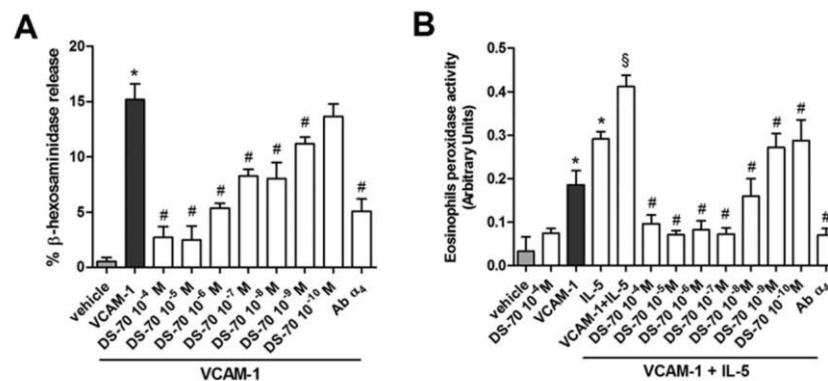 A
% β-hexosaminidase release
20
15
10
5
0
*
#
#
#
#
#
#
#
vehicle
VCAM-1
DS-70 10⁻⁴ M
DS-70 10⁻⁵ M
DS-70 10⁻⁶ M
DS-70 10⁻⁷ M
DS-70 10⁻⁸ M
DS-70 10⁻⁹ M
DS-70 10⁻¹⁰ M
Ab α₄
VCAM-1
B
Eosinophils peroxidase activity
(Arbitrary Units)
0.5
0.4
0.3
0.2
0.1
0.0
*
*
§
#
#
#
#
#
#
#
#
vehicle
DS-70 10⁻⁴ M
VCAM-1
IL-5
VCAM-1+IL-5
DS-70 10⁻⁴ M
DS-70 10⁻⁵ M
DS-70 10⁻⁶ M
DS-70 10⁻⁷ M
DS-70 10⁻⁸ M
DS-70 10⁻⁹ M
DS-70 10⁻¹⁰ M
Ab α₄
VCAM-1 + IL-5